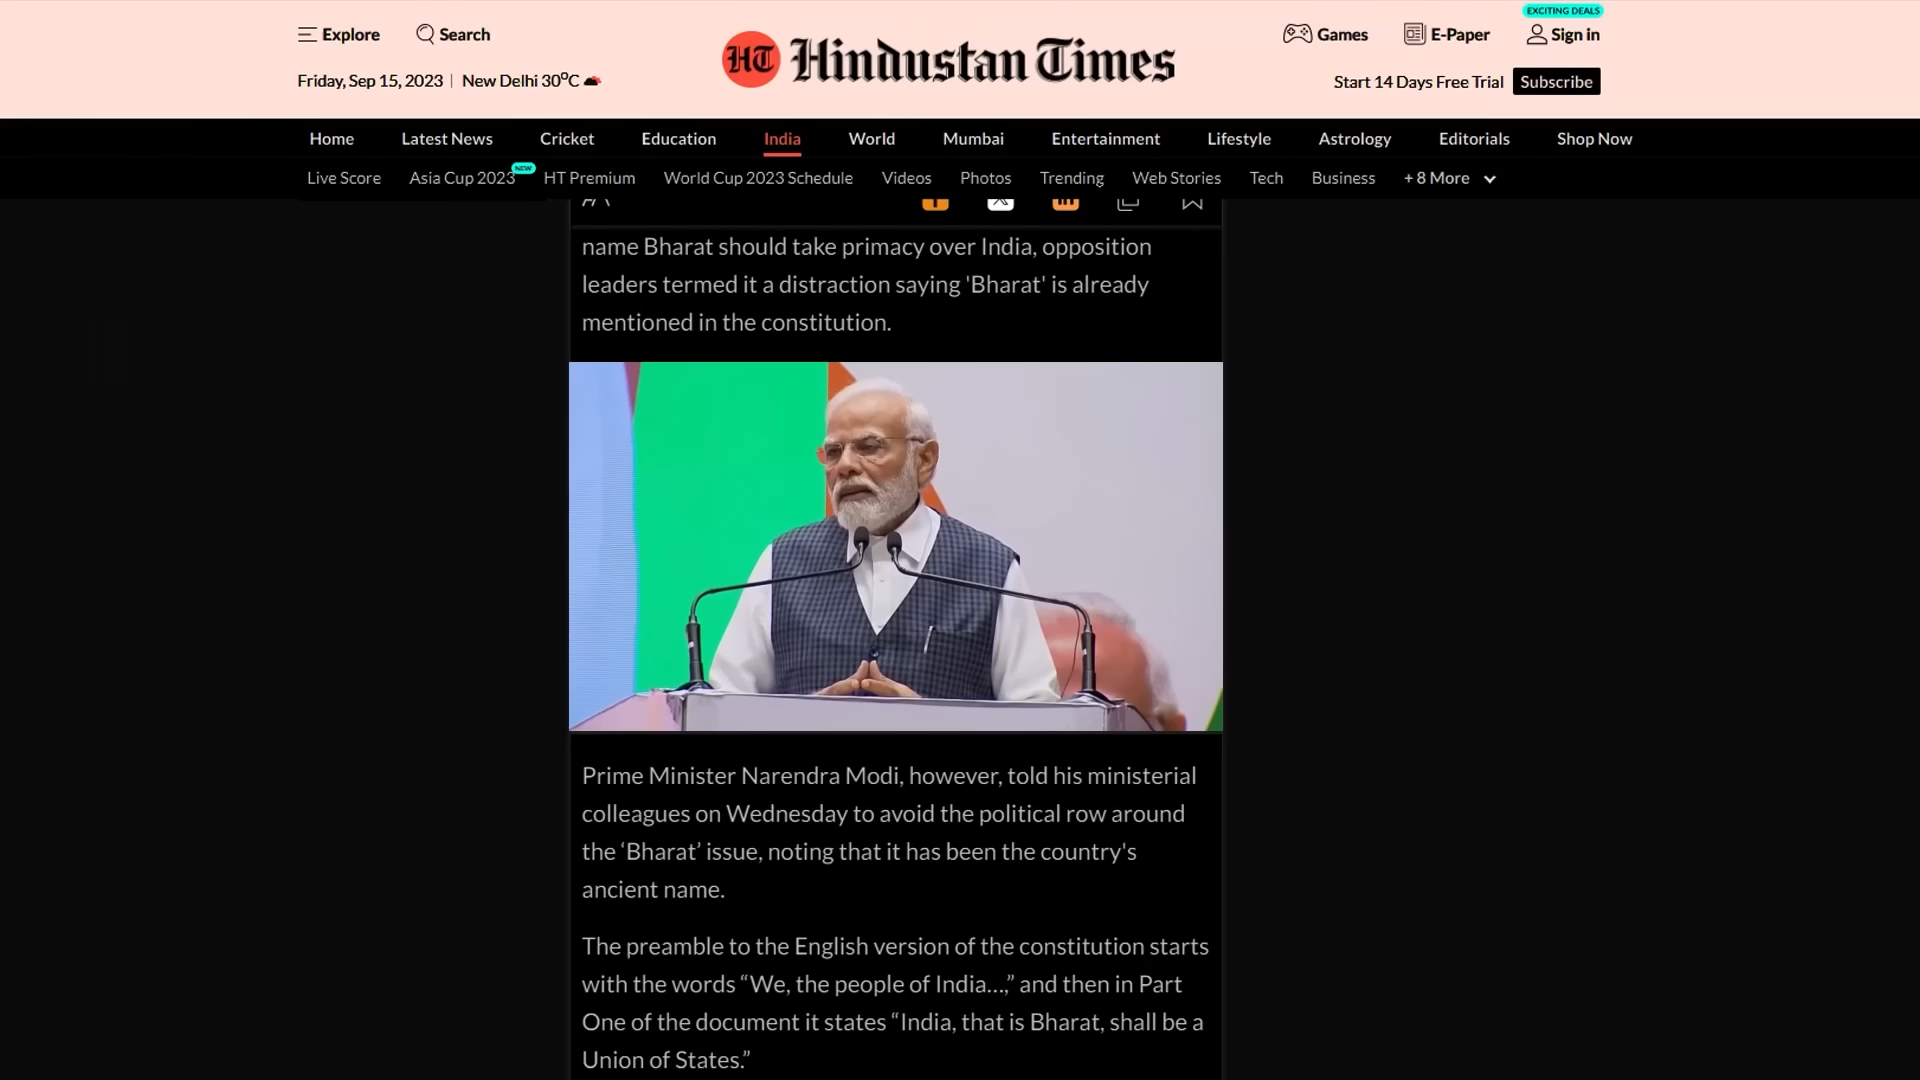 EXCITING DEALS
Explore
Search
HT Hindustan Times
Games
E-Paper
Sign in
Friday, Sep 15, 2023 | New Delhi 30⁰C
Start 14 Days Free Trial
Subscribe
Home Latest News Cricket Education India World Mumbai Entertainment Lifestyle Astrology Editorials Shop Now
Live Score Asia Cup 2023 NEW HT Premium World Cup 2023 Schedule Videos Photos Trending Web Stories Tech Business + 8 More
name Bharat should take primacy over India, opposition
leaders termed it a distraction saying 'Bharat' is already
mentioned in the constitution.
Prime Minister Narendra Modi, however, told his ministerial
colleagues on Wednesday to avoid the political row around
the ‘Bharat’ issue, noting that it has been the country's
ancient name.
The preamble to the English version of the constitution starts
with the words “We, the people of India…,” and then in Part
One of the document it states “India, that is Bharat, shall be a
Union of States.”